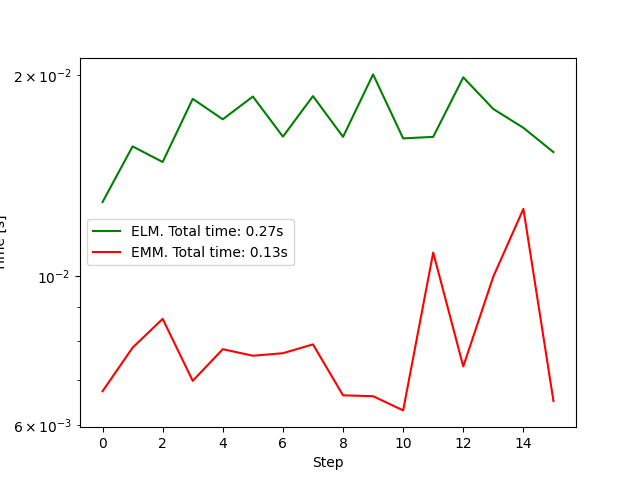 2 × 10⁻²
10⁻²
6 × 10⁻³
ELM. Total time: 0.27s
EMM. Total time: 0.13s
0 2 4 6 8 10 12 14
Step